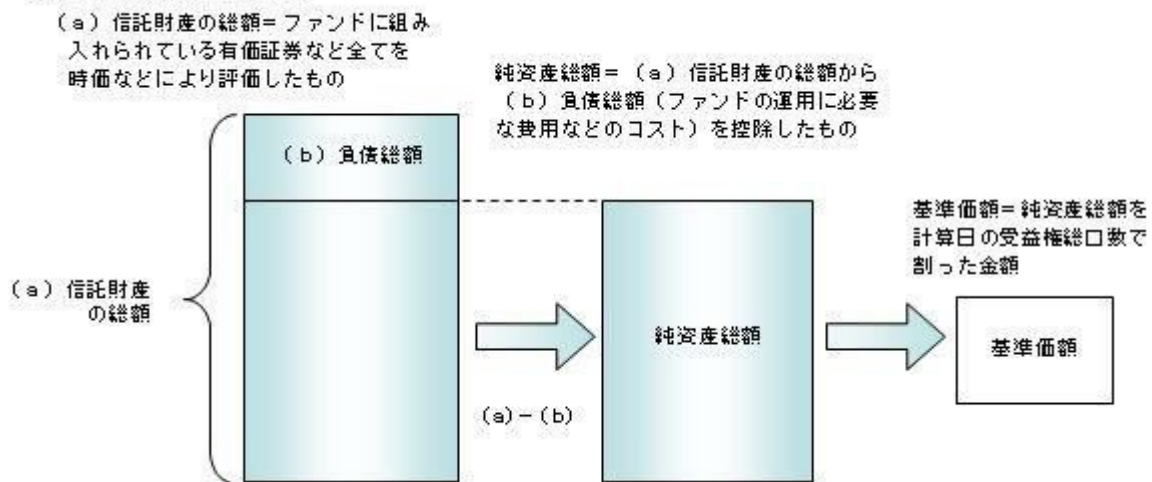 (a)信託財産の総額=ファンドに組み
入れられている有価証券など全てを
時価などにより評価したもの
純資産総額=(a)信託財産の総額から
(b)負債総額(ファンドの運用に必要
な費用などのコスト)を控除したもの
(b)負債総額
基準価額=純資産総額を
計算日の受益権総口数で
割った金額
(a)信託財産
の総額
純資産総額
基準価額
(a)-(b)